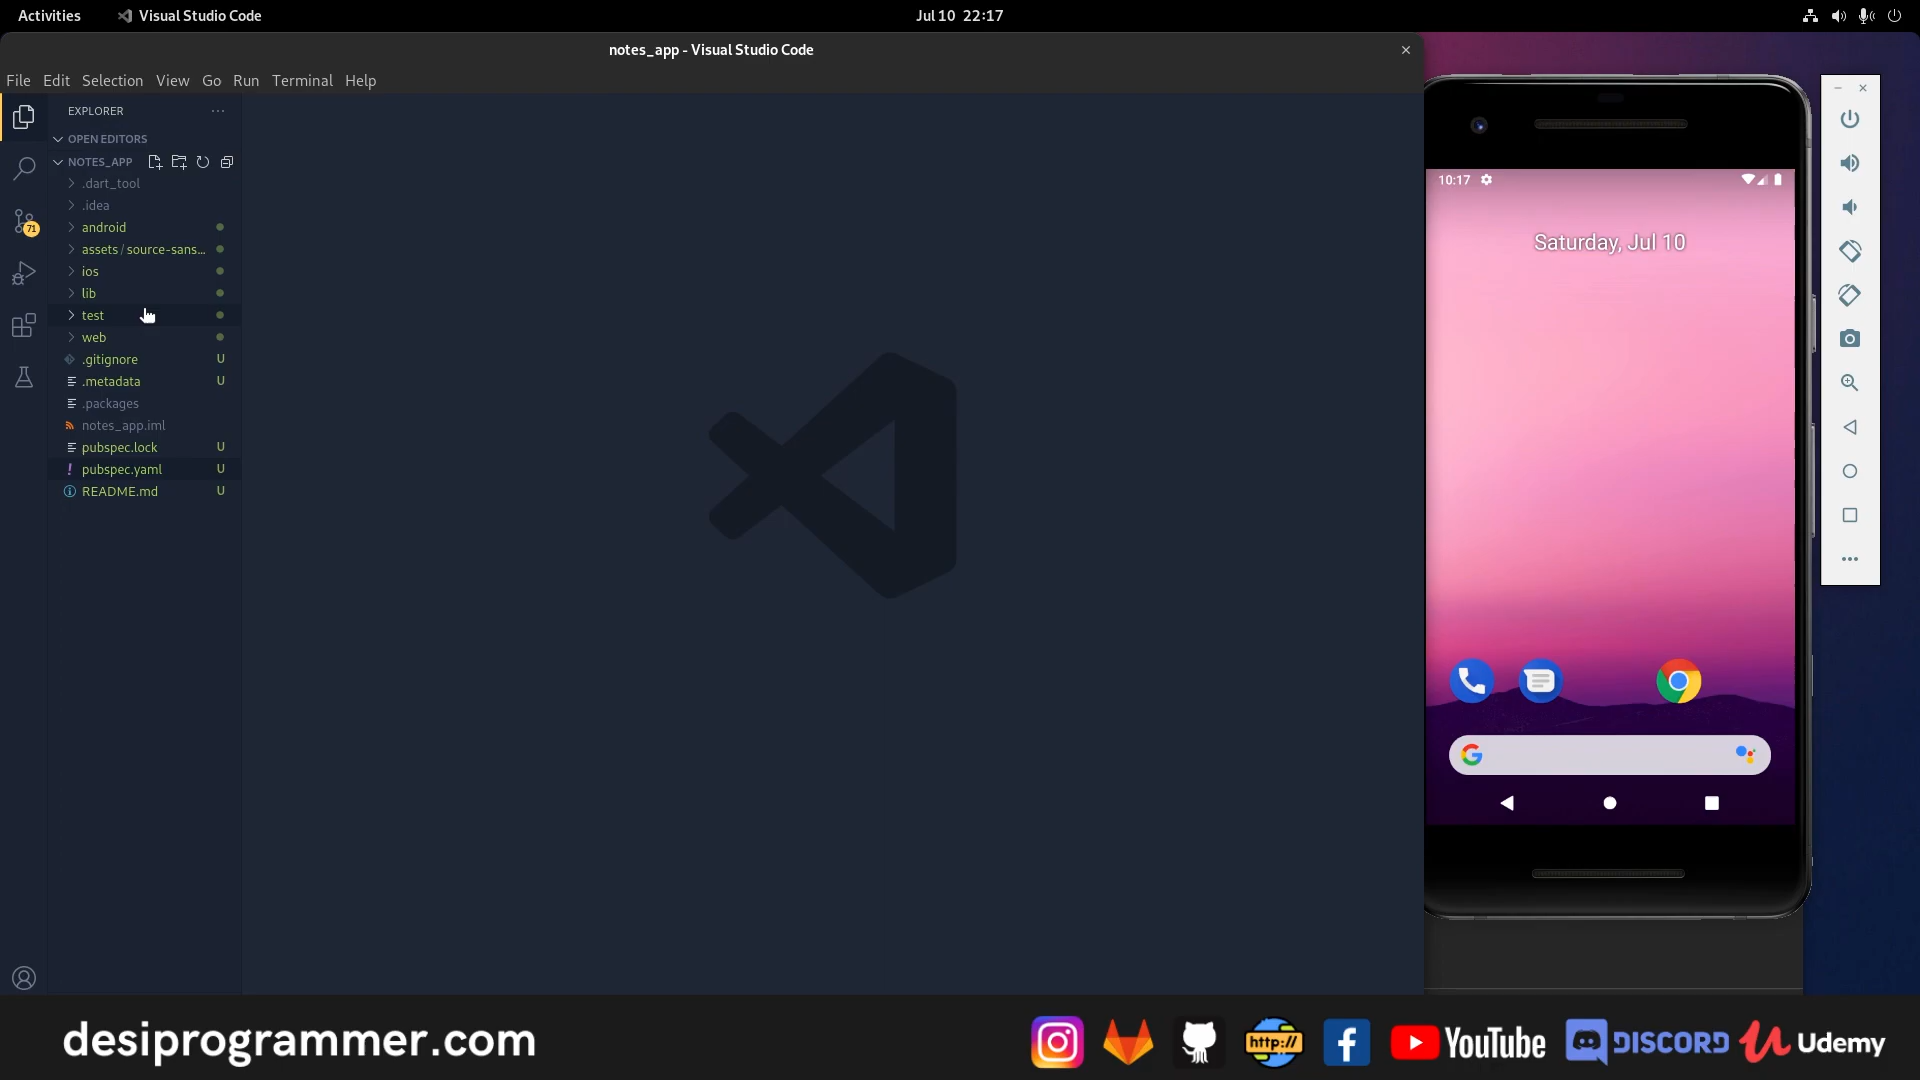 Activities
Visual Studio Code
Jul 10 22:17
notes_app - Visual Studio Code
File Edit Selection View Go Run Terminal Help
EXPLORER
OPEN EDITORS
NOTES_APP
.dart_tool
.idea
android
assets / source-sans...
ios
lib
test
web
.gitignore U
.metadata U
.packages
notes_app.iml
pubspec.lock U
pubspec.yaml U
README.md U
71
10:17
Saturday, Jul 10
desiprogrammer.com
http://
YouTube
DISCORD
Udemy